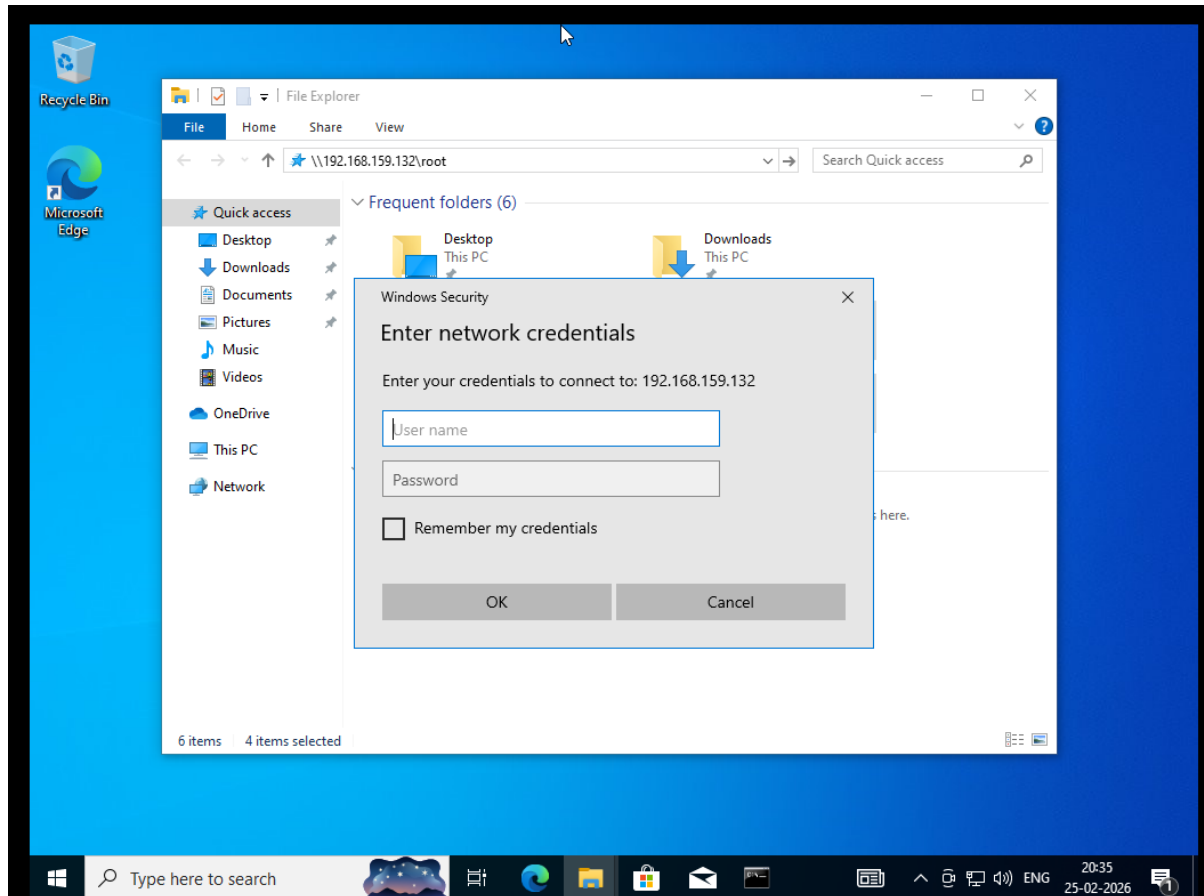 Recycle Bin
Microsoft
Edge
File Explorer
File Home Share View
\\192.168.159.132\root
Search Quick access
Quick access
Desktop
Downloads
Documents
Pictures
Music
Videos
OneDrive
This PC
Network
Frequent folders (6)
Desktop
This PC
Downloads
This PC
Windows Security
Enter network credentials
Enter your credentials to connect to: 192.168.159.132
User name
Password
Remember my credentials
OK Cancel
here.
6 items 4 items selected
Type here to search
ENG
20:35
25-02-2026
1